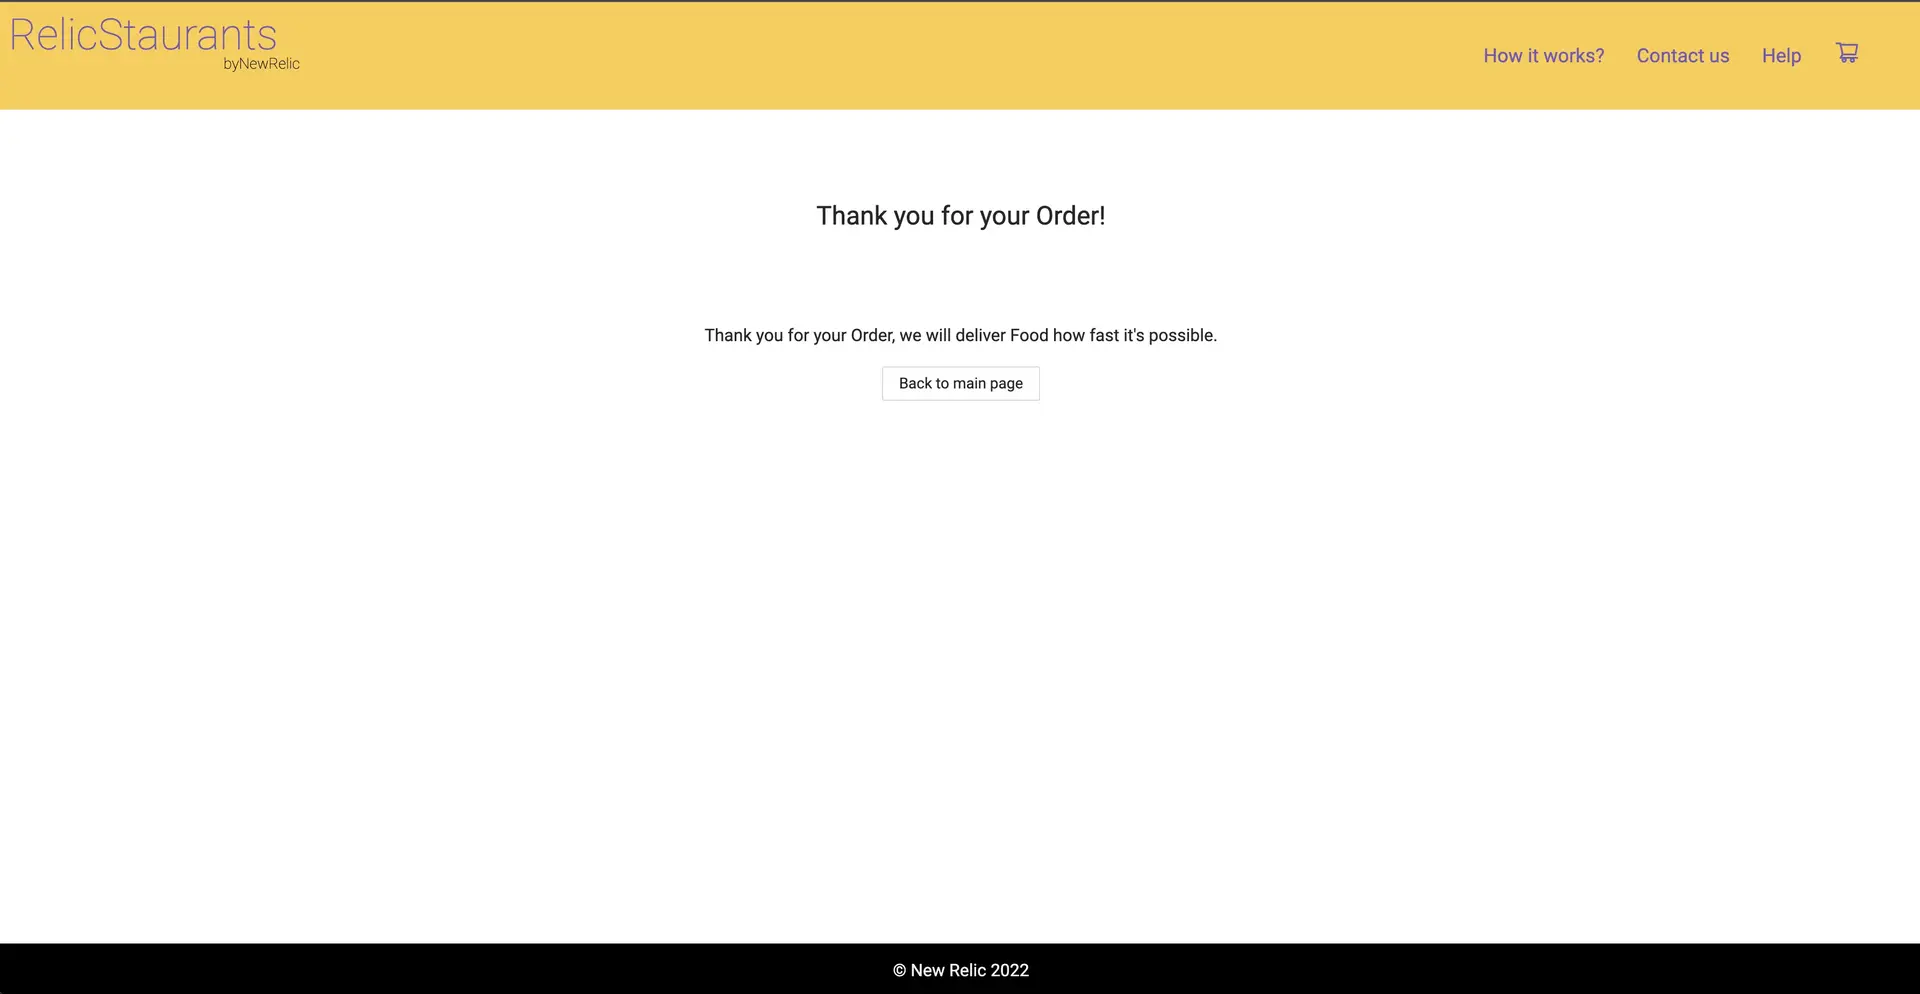 RelicStaurants
byNewRelic
How it works? Contact us Help
Thank you for your Order!
Thank you for your Order, we will deliver Food how fast it's possible.
Back to main page
© New Relic 2022